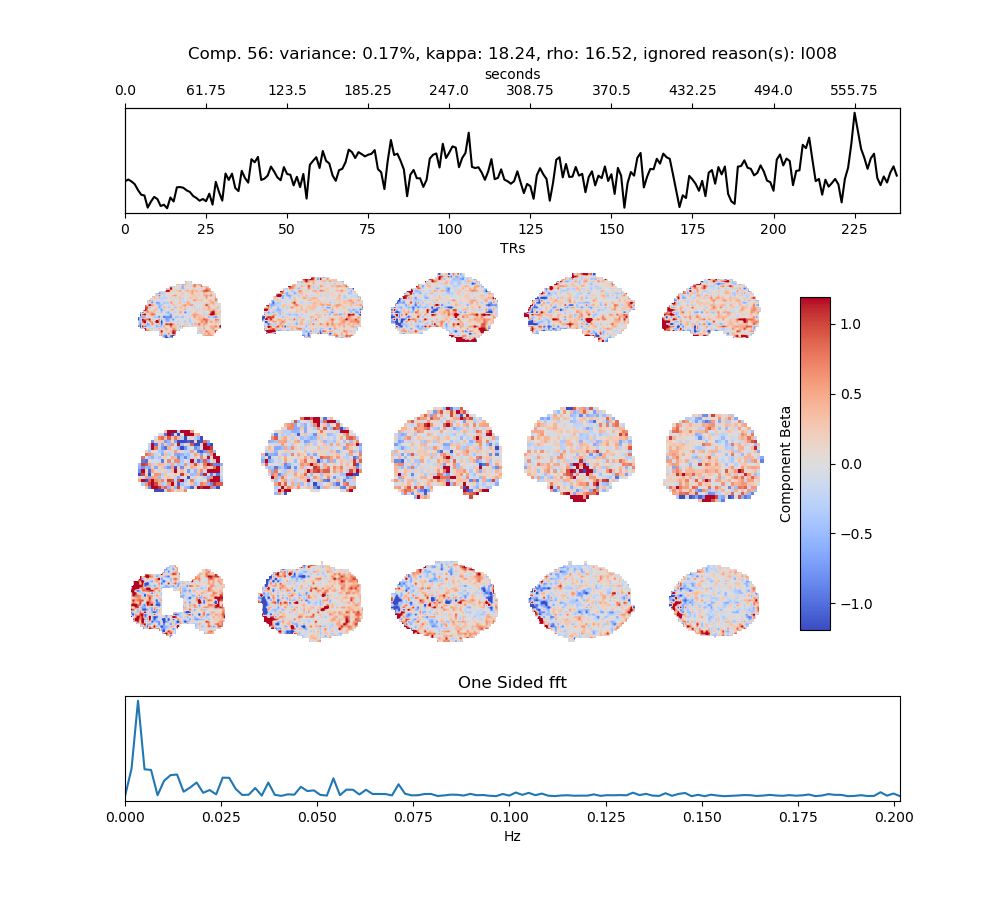 Comp. 56: variance: 0.17%, kappa: 18.24, rho: 16.52, ignored reason(s): I008
seconds
0.0 61.75 123.5 185.25 247.0 308.75 370.5 432.25 494.0 555.75
0 25 50 75 100 125 150 175 200 225
TRs
1.0
0.5
0.0
−0.5
−1.0
Component Beta
One Sided fft
0.000 0.025 0.050 0.075 0.100 0.125 0.150 0.175 0.200
Hz